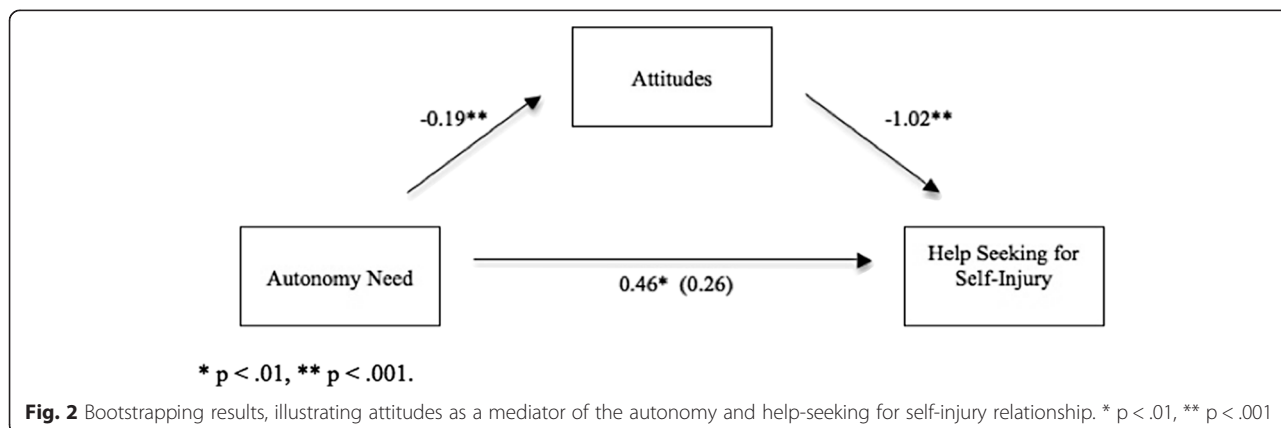 Attitudes
-0.19**
-1.02**
Autonomy Need
Help Seeking for
Self-Injury
0.46* (0.26)
* p < .01, ** p < .001.
Fig. 2 Bootstrapping results, illustrating attitudes as a mediator of the autonomy and help-seeking for self-injury relationship. * p < .01, ** p < .001